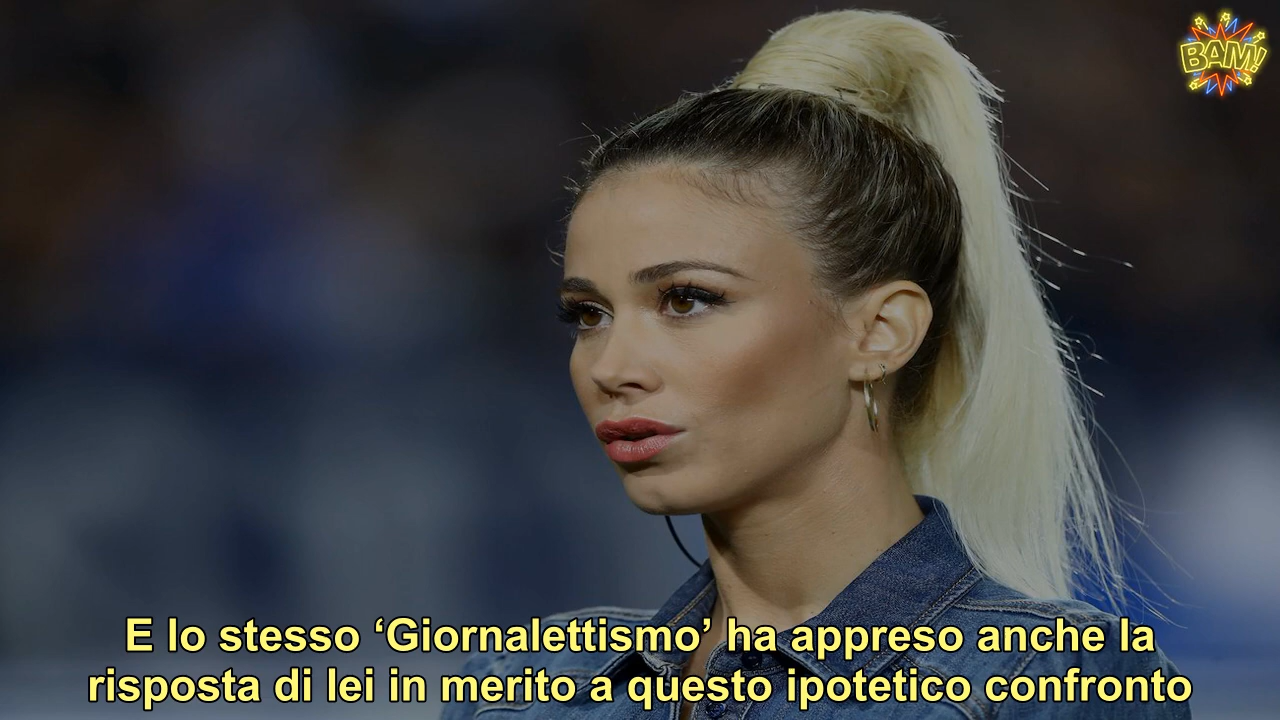 BAM!
E lo stesso ‘Giornalettismo’ ha appreso anche la
risposta di lei in merito a questo ipotetico confronto